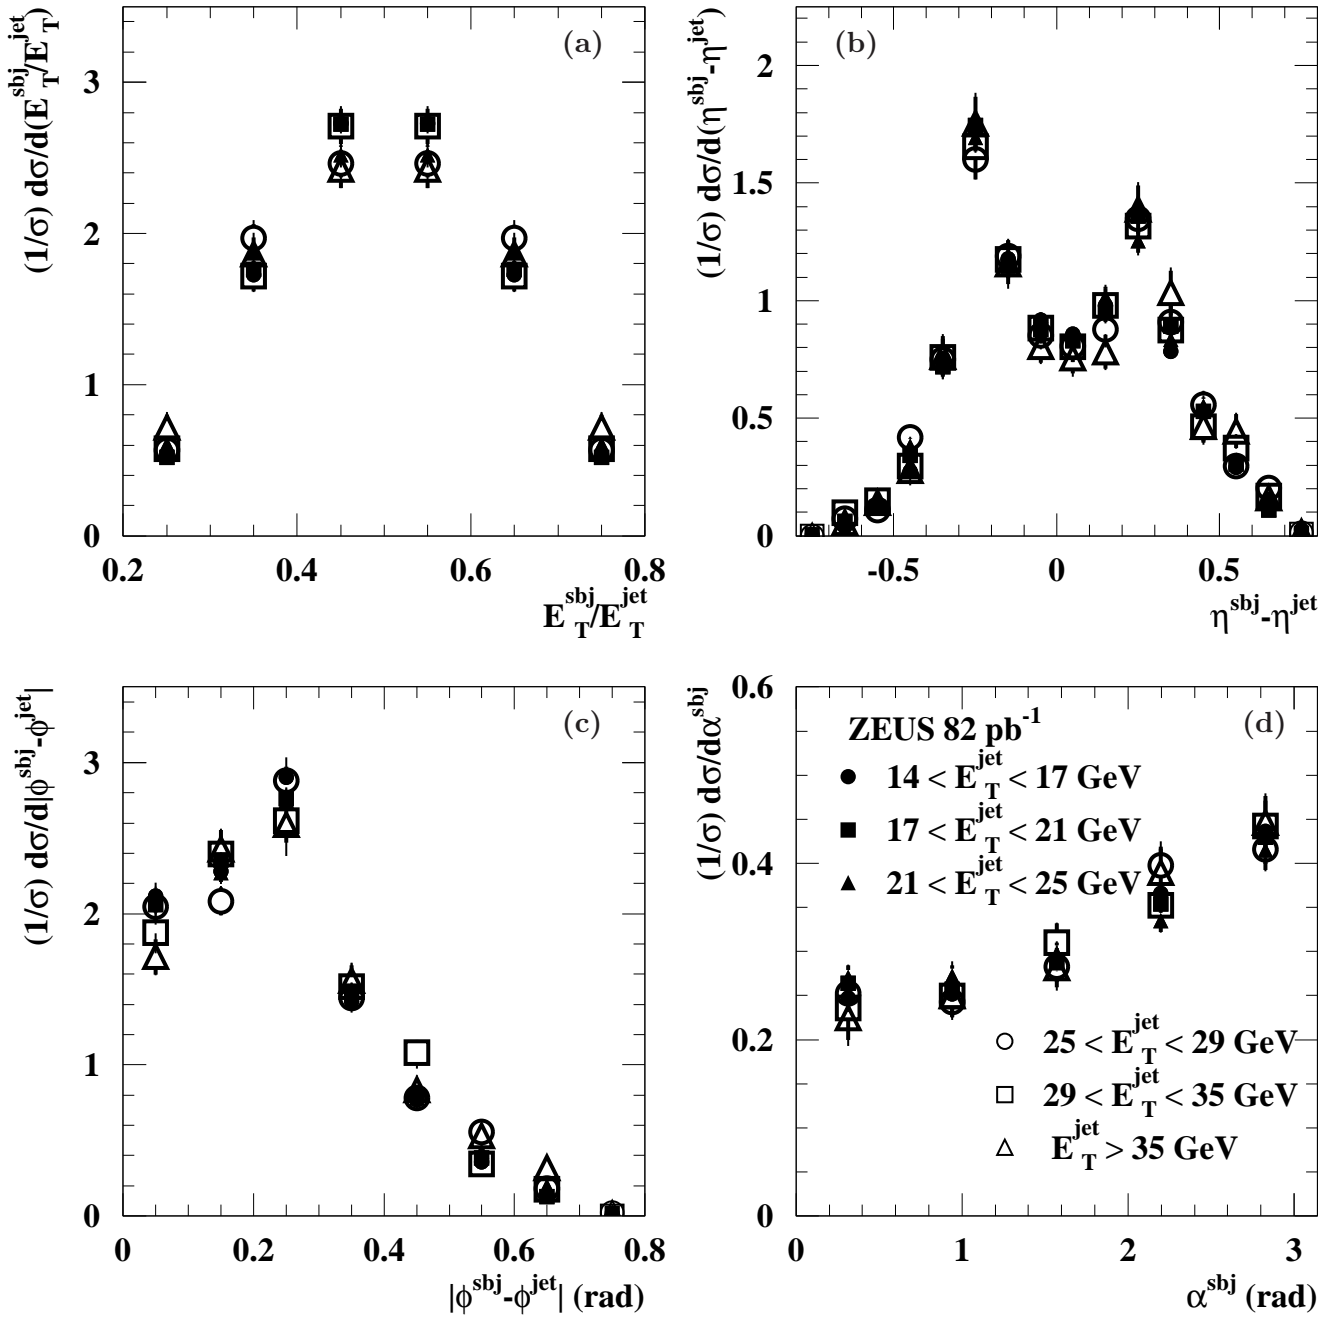 (a)
(1/σ) dσ/d(E_T^sbj/E_T^jet)
3
2
1
0
0.2 0.4 0.6 0.8
E_T^sbj/E_T^jet
(b)
(1/σ) dσ/d(η^sbj-η^jet)
2
1.5
1
0.5
0
-0.5 0 0.5
η^sbj-η^jet
(c)
(1/σ) dσ/d|ϕ^sbj-ϕ^jet|
3
2
1
0
0 0.2 0.4 0.6 0.8
|ϕ^sbj-ϕ^jet| (rad)
(d)
(1/σ) dσ/dα^sbj
0.6
0.4
0.2
0
ZEUS 82 pb^-1
14 < E_T^jet < 17 GeV
17 < E_T^jet < 21 GeV
21 < E_T^jet < 25 GeV
25 < E_T^jet < 29 GeV
29 < E_T^jet < 35 GeV
E_T^jet > 35 GeV
0 1 2 3
α^sbj (rad)